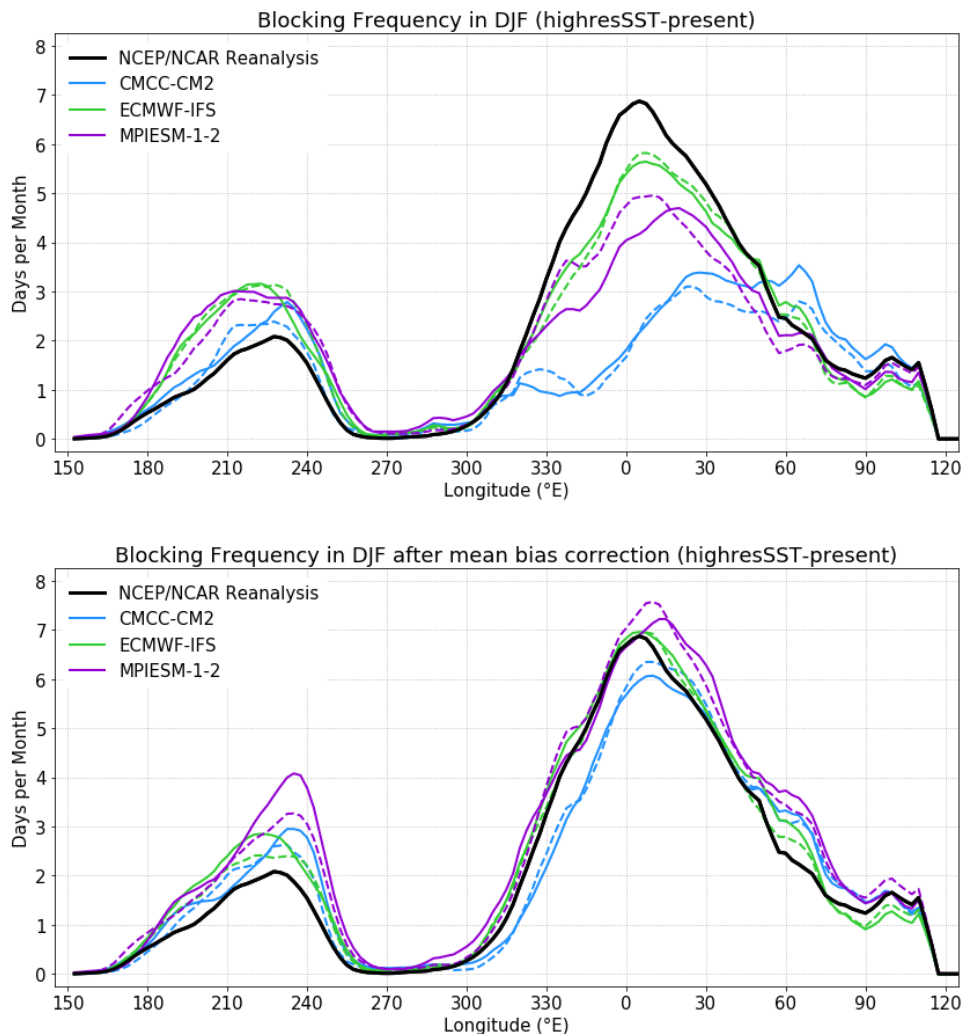 Blocking Frequency in DJF (highresSST-present)
8
7
6
5
4
3
2
1
0
Days per Month
NCEP/NCAR Reanalysis
CMCC-CM2
ECMWF-IFS
MPIESM-1-2
150 180 210 240 270 300 330 0 30 60 90 120
Longitude (°E)
Blocking Frequency in DJF after mean bias correction (highresSST-present)
8
7
6
5
4
3
2
1
0
Days per Month
NCEP/NCAR Reanalysis
CMCC-CM2
ECMWF-IFS
MPIESM-1-2
150 180 210 240 270 300 330 0 30 60 90 120
Longitude (°E)